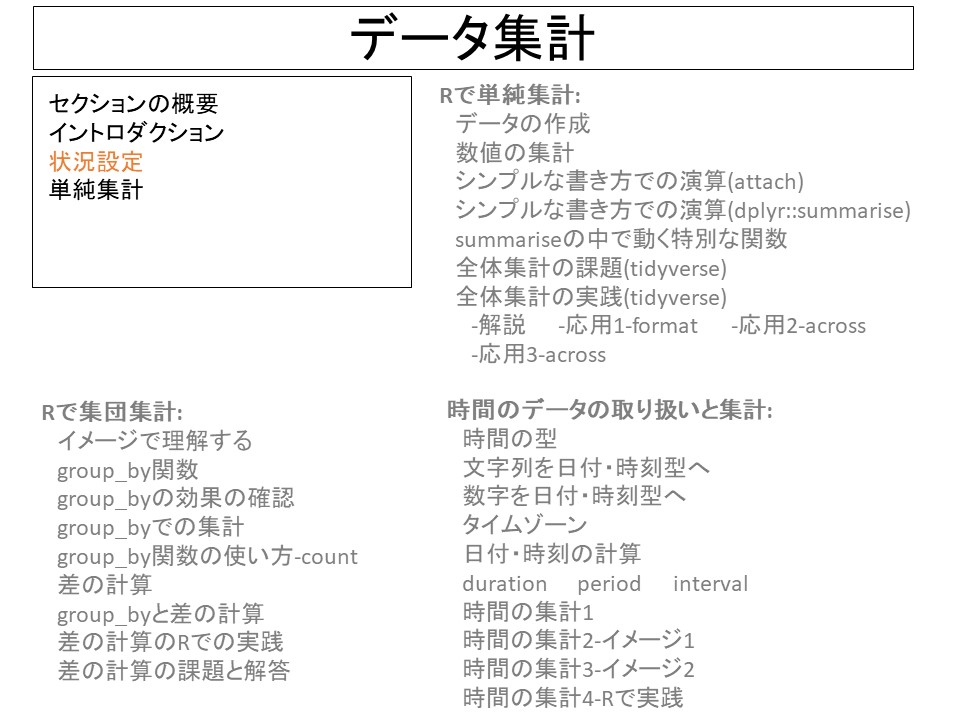 データ集計
セクションの概要
イントロダクション
状況設定
単純集計
Rで単純集計:
データの作成
数値の集計
シンプルな書き方での演算(attach)
シンプルな書き方での演算(dplyr::summarise)
summariseの中で動く特別な関数
全体集計の課題(tidyverse)
全体集計の実践(tidyverse)
-解説 -応用1-format -応用2-across
-応用3-across
Rで集団集計:
イメージで理解する
group_by関数
group_byの効果の確認
group_byでの集計
group_by関数の使い方-count
差の計算
group_byと差の計算
差の計算のRでの実践
差の計算の課題と解答
時間のデータの取り扱いと集計:
時間の型
文字列を日付・時刻型へ
数字を日付・時刻型へ
タイムゾーン
日付・時刻の計算
duration period interval
時間の集計1
時間の集計2-イメージ1
時間の集計3-イメージ2
時間の集計4-Rで実践